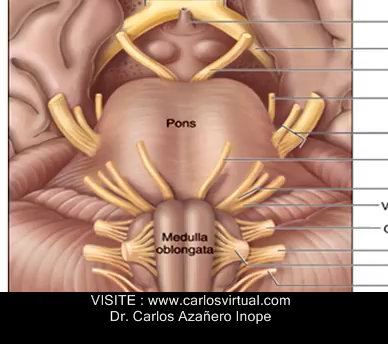 Pons
Medulla
oblongata
VISITE : www.carlosvirtual.com
Dr. Carlos Azañero Inope